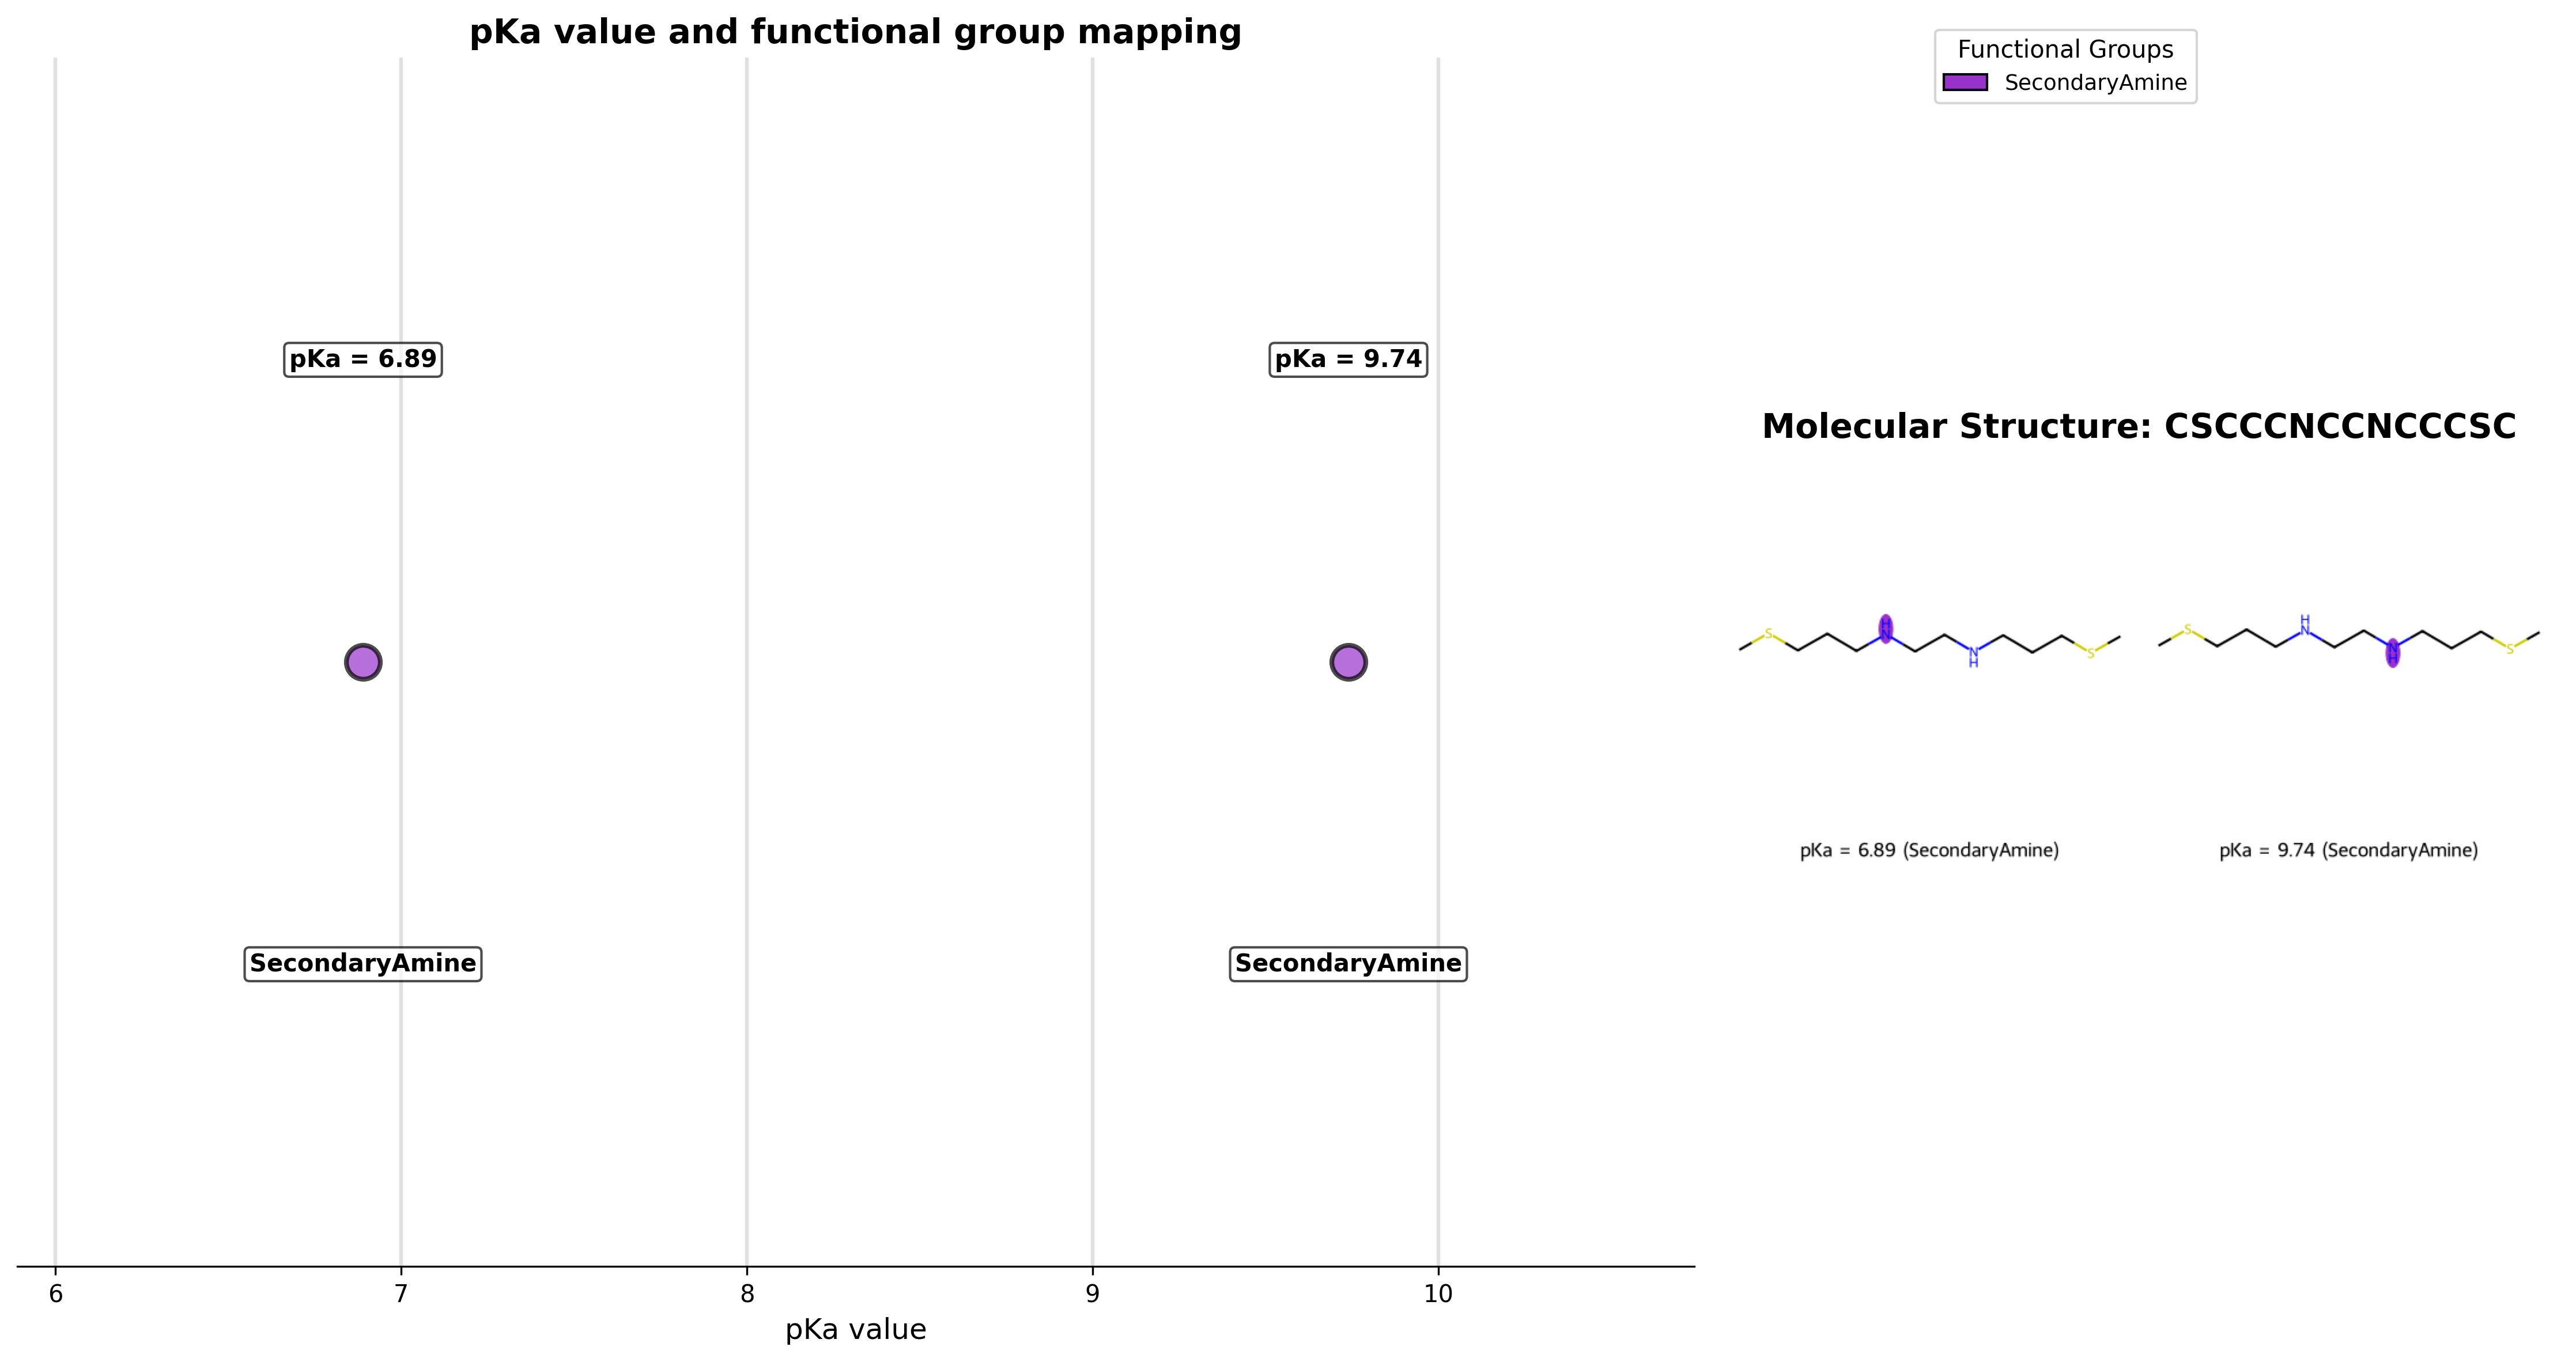 pKa value and functional group mapping
pKa = 6.89
pKa = 9.74
SecondaryAmine
SecondaryAmine
6
7
8
9
10
pKa value
Functional Groups
SecondaryAmine
Molecular Structure: CSCCCNCCNCCCSC
S
H
N
N
H
S
S
H
N
N
H
S
pKa = 6.89 (SecondaryAmine)
pKa = 9.74 (SecondaryAmine)